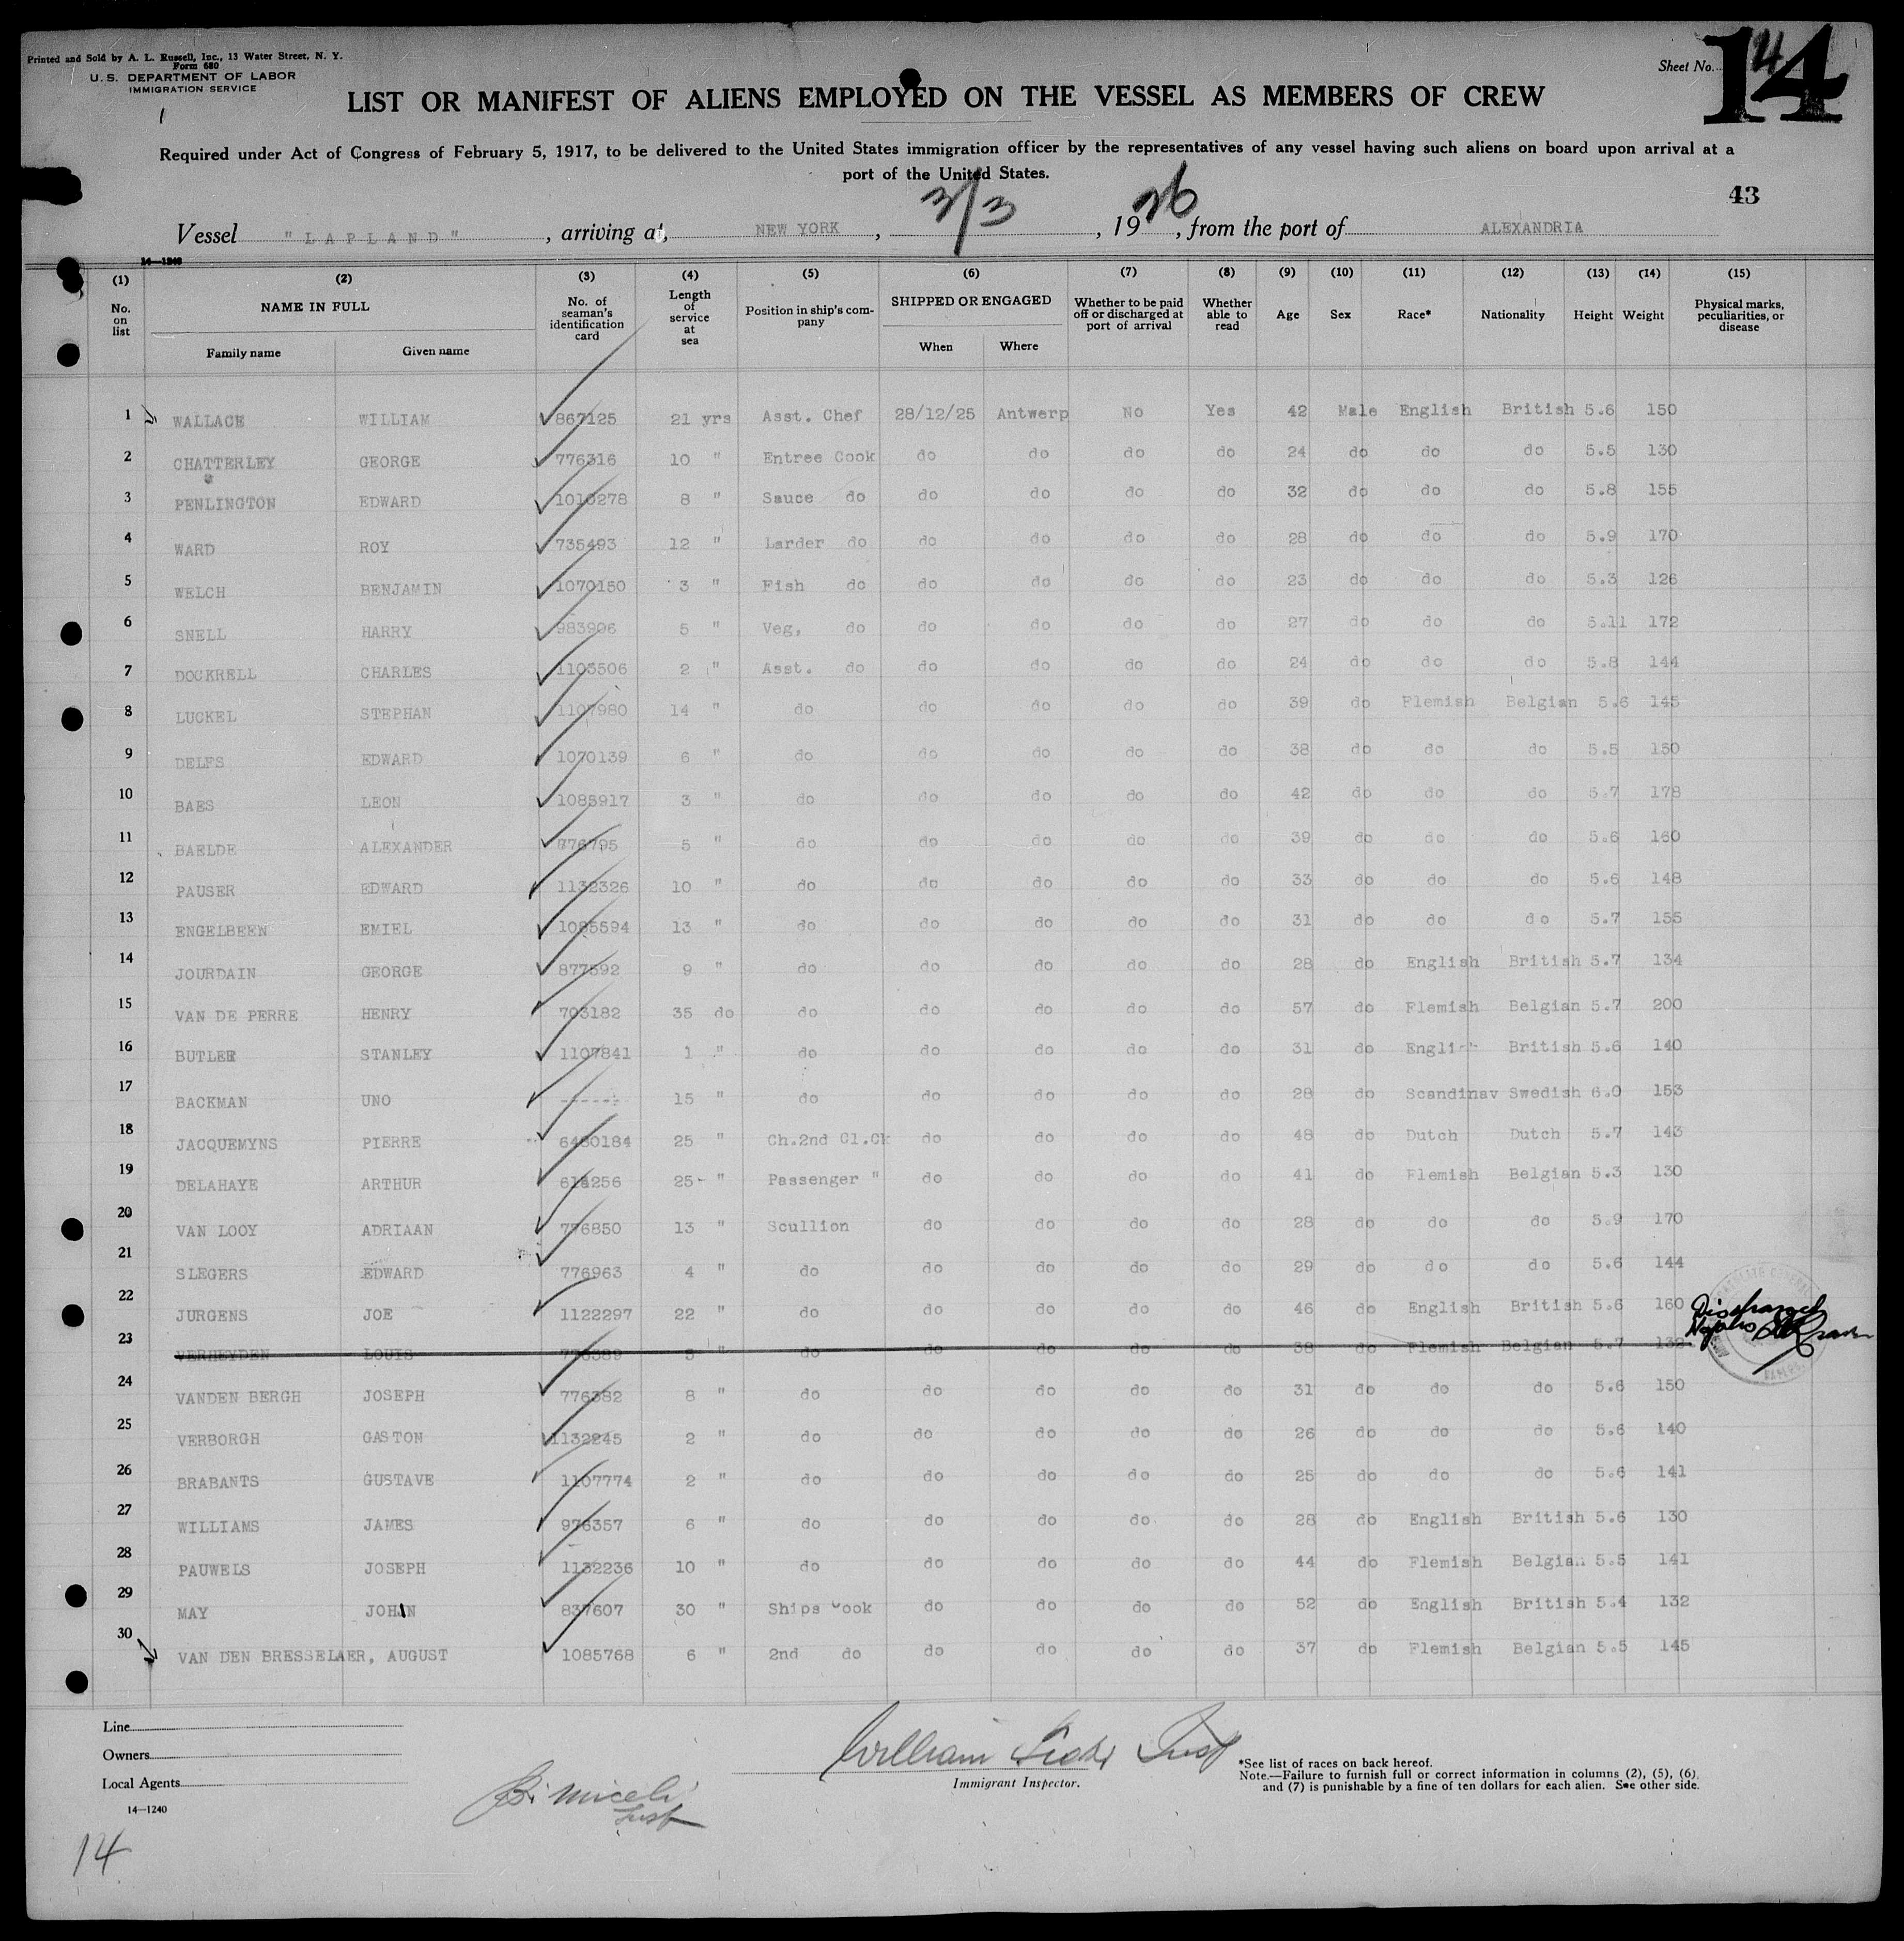 Printed and Sold by A. L. Russell, Inc., 13 Water Street, N. Y.
Form 680
U. S. DEPARTMENT OF LABOR
IMMIGRATION SERVICE
Sheet No. 4
14
LIST OR MANIFEST OF ALIENS EMPLOYED ON THE VESSEL AS MEMBERS OF CREW
Required under Act of Congress of February 5, 1917, to be delivered to the United States immigration officer by the representatives of any vessel having such aliens on board upon arrival at a
port of the United States.
43
Vessel "LAPLAND", arriving at, NEW YORK, 3/3, 1926, from the port of ALEXANDRIA
14—1240
(1) (2) (3) (4) (5) (6) (7) (8) (9) (10) (11) (12) (13) (14) (15)
No. on list NAME IN FULL No. of seaman's identification card Length of service at sea Position in ship's company SHIPPED OR ENGAGED Whether to be paid off or discharged at port of arrival Whether able to read Age Sex Race* Nationality Height Weight Physical marks, peculiarities, or disease
Family name Given name When Where
1 WALLACE WILLIAM 867125 21 yrs Asst. Chef 28/12/25 Antwerp No Yes 42 Male English British 5.6 150
2 CHATTERLEY GEORGE 776316 10 " Entree Cook do do do do 24 do do do 5.5 130
3 PENLINGTON EDWARD 1010278 8 " Sauce do do do do do 32 do do do 5.8 155
4 WARD ROY 735493 12 " Larder do do do do do 28 do do do 5.9 170
5 WELCH BENJAMIN 1070150 3 " Fish do do do do do 23 do do do 5.3 126
6 SNELL HARRY 983906 5 " Veg, do do do do do 27 do do do 5.11 172
7 DOCKRELL CHARLES 1103506 2 " Asst. do do do do do 24 do do do 5.8 144
8 LUCKEL STEPHAN 1107980 14 " do do do do do 39 do Flemish Belgian 5.6 145
9 DELFS EDWARD 1070139 6 " do do do do do 38 do do do 5.5 150
10 BAES LEON 1085917 3 " do do do do do 42 do do do 5.7 178
11 BAELDE ALEXANDER 776795 5 " do do do do do 39 do do do 5.6 160
12 PAUSER EDWARD 1132326 10 " do do do do do 33 do do do 5.6 148
13 ENGELBEEN EMIEL 1085594 13 " do do do do do 31 do do do 5.7 155
14 JOURDAIN GEORGE 877592 9 " do do do do do 28 do English British 5.7 134
15 VAN DE PERRE HENRY 703182 35 do do do do do do 57 do Flemish Belgian 5.7 200
16 BUTLER STANLEY 1107841 1 " do do do do do 31 do English British 5.6 140
17 BACKMAN UNO ------ 15 " do do do do do 28 do Scandinav Swedish 6.0 153
18 JACQUEMYNS PIERRE 6480184 25 " Ch.2nd Cl.Ck do do do do 48 do Dutch Dutch 5.7 143
19 DELAHAYE ARTHUR 614256 25- " Passenger " do do do do 41 do Flemish Belgian 5.3 130
20 VAN LOOY ADRIAAN 776850 13 " Scullion do do do do 28 do do do 5.9 170
21 SLEGERS EDWARD 776963 4 " do do do do do 29 do do do 5.6 144
22 JURGENS JOE 1122297 22 " do do do do do 46 do English British 5.6 160
Discharged
Naples
23 VERHEYDEN LOUIS 776389 5 " do do do do do 38 do Flemish Belgian 5.7 132
24 VANDEN BERGH JOSEPH 776382 8 " do do do do do 31 do do do 5.6 150
25 VERBORGH GASTON 1132245 2 " do do do do do 26 do do do 5.6 140
26 BRABANTS GUSTAVE 1107774 2 " do do do do do 25 do do do 5.6 141
27 WILLIAMS JAMES 976357 6 " do do do do do 28 do English British 5.6 130
28 PAUWELS JOSEPH 1132236 10 " do do do do do 44 do Flemish Belgian 5.5 141
29 MAY JOHN 837607 30 " Ships Cook do do do do 52 do English British 5.4 132
30 VAN DEN BRESSELAER, AUGUST 1085768 6 " 2nd do do do do do 37 do Flemish Belgian 5.5 145
Line
Owners
Local Agents
14—1240
William
Immigrant Inspector.
Miceli
Insp
*See list of races on back hereof.
Note.—Failure to furnish full or correct information in columns (2), (5), (6),
and (7) is punishable by a fine of ten dollars for each alien. See other side.
14